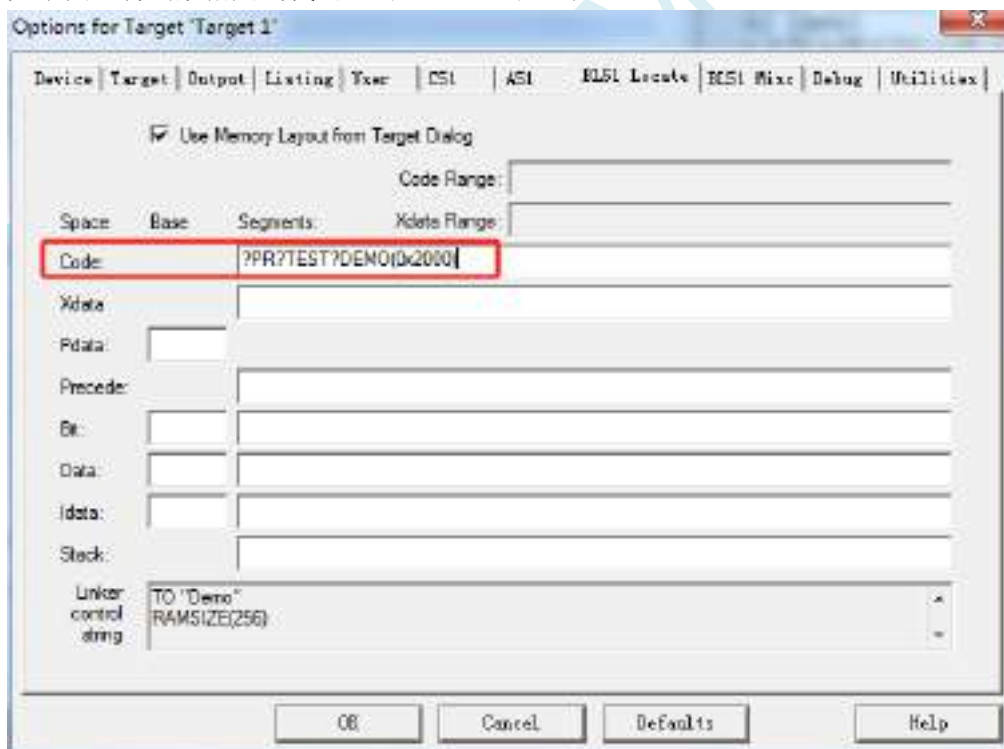 Options for Target 'Target 1'
Device Target Output Listing User C51 A51 BL51 Locate BL51 Misc Debug Utilities
Use Memory Layout from Target Dialog
Code Range:
Space Base Segments: Xdata Range:
Code: ?PR?TEST?DEMO(0x2000)
Xdata:
Pdata:
Precede:
Bit:
Data:
Idata:
Stack:
Linker control string
TO "Demo"
RAMSIZE(256)
OK Cancel Defaults Help